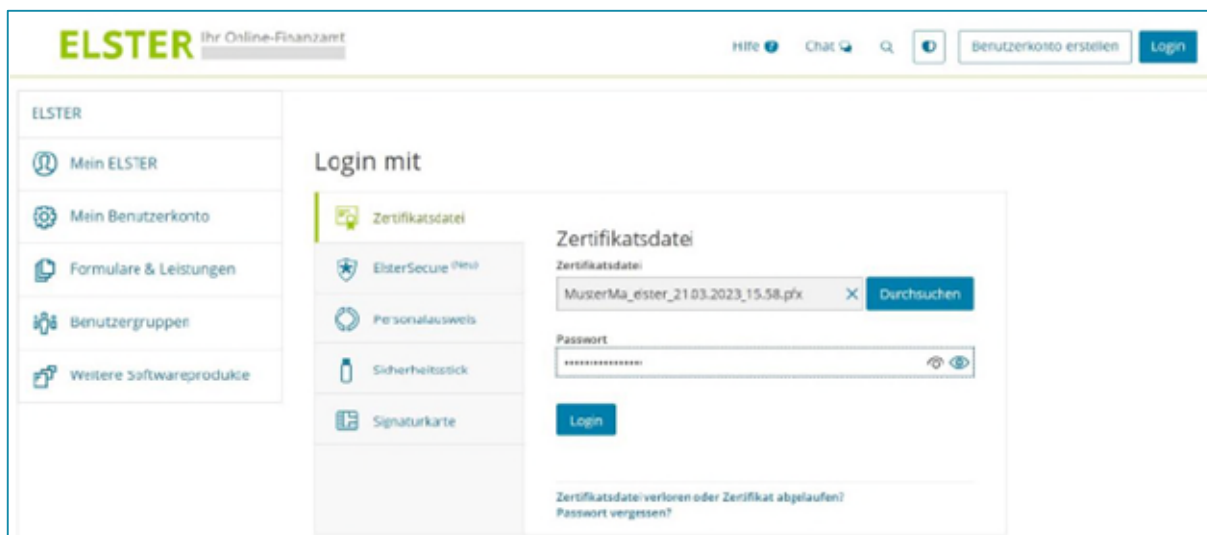 ELSTER Ihr Online-Finanzamt
Hilfe ? Chat Benutzerkonto erstellen Login
ELSTER
Mein ELSTER
Mein Benutzerkonto
Formulare & Leistungen
Benutzergruppen
Weitere Softwareprodukte
Login mit
Zertifikatsdatei
ElsterSecure (Neu)
Personalausweis
Sicherheitsstick
Signaturkarte
Zertifikatsdatei
Zertifikatsdatei
MusterMa_elster_21.03.2023_15.58.pfx Durchsuchen
Passwort
Login
Zertifikatsdatei verloren oder Zertifikat abgelaufen?
Passwort vergessen?